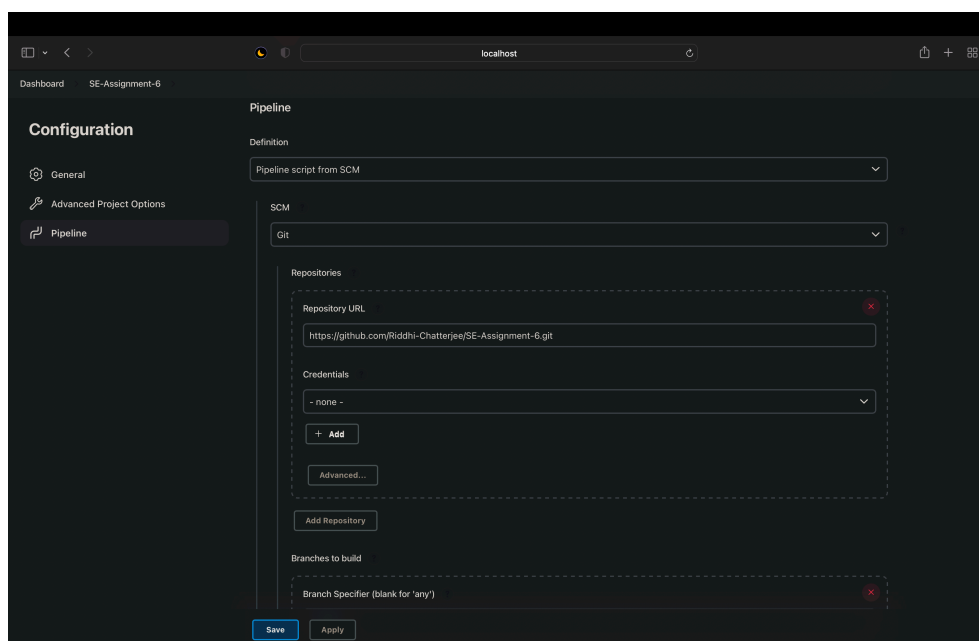 localhost
Dashboard SE-Assignment-6
Configuration
General
Advanced Project Options
Pipeline
Pipeline
Definition
Pipeline script from SCM
SCM
Git
Repositories
Repository URL
https://github.com/Riddhi-Chatterjee/SE-Assignment-6.git
Credentials
- none -
+ Add
Advanced...
Add Repository
Branches to build
Branch Specifier (blank for 'any')
Save Apply